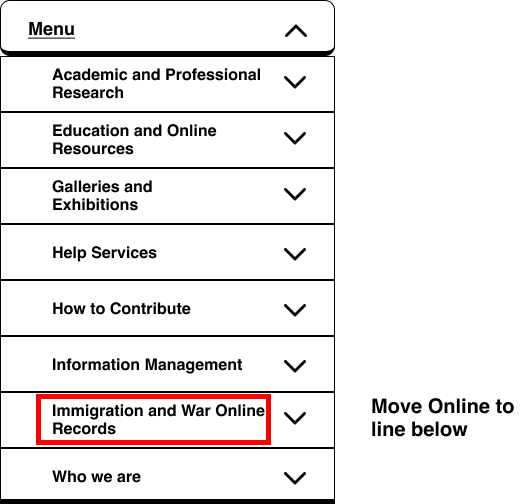 Menu
Academic and Professional
Research
Education and Online
Resources
Galleries and
Exhibitions
Help Services
How to Contribute
Information Management
Immigration and War Online
Records
Move Online to
line below
Who we are